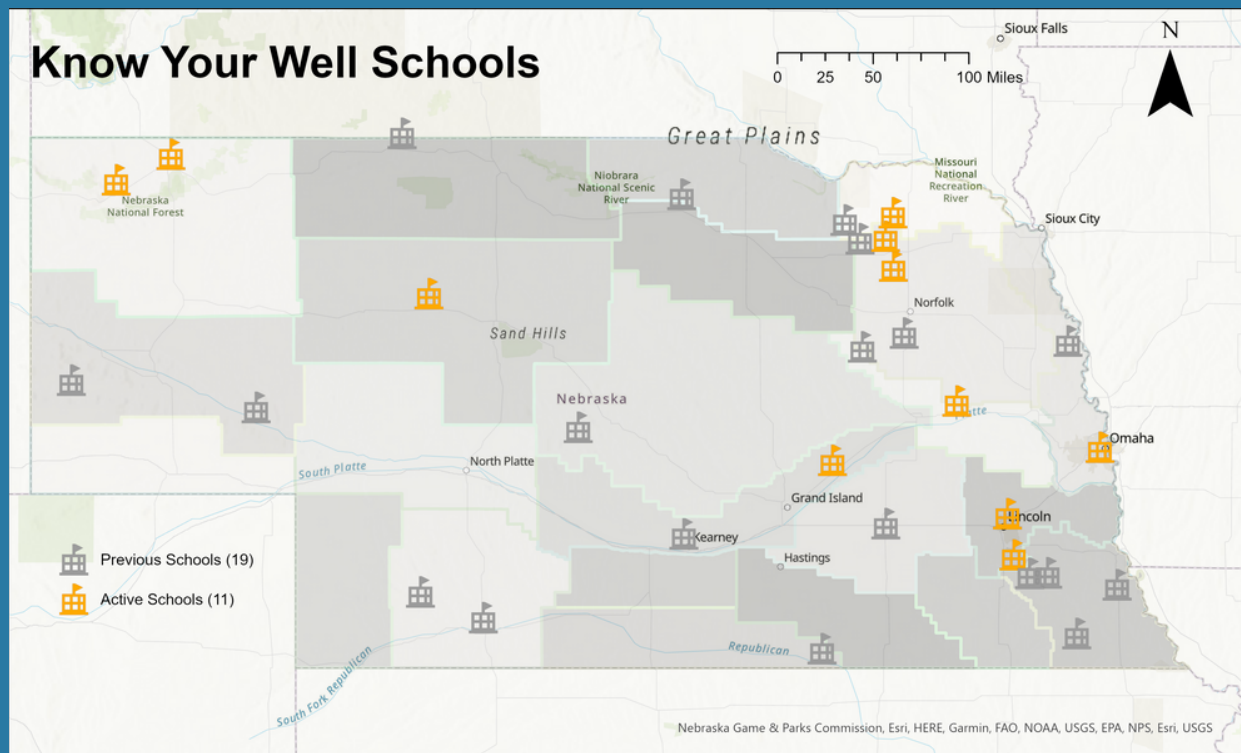 Know Your Well Schools
Sioux Falls
N
0 25 50 100 Miles
Great Plains
Missouri
National
Recreation
River
Niobrara
National Scenic
River
Nebraska
National Forest
Sioux City
Norfolk
Sand Hills
Nebraska
Platte
Omaha
North Platte
South Platte
Grand Island
Lincoln
Kearney
Hastings
Previous Schools (19)
Active Schools (11)
Republican
South Fork Republican
Nebraska Game & Parks Commission, Esri, HERE, Garmin, FAO, NOAA, USGS, EPA, NPS, Esri, USGS